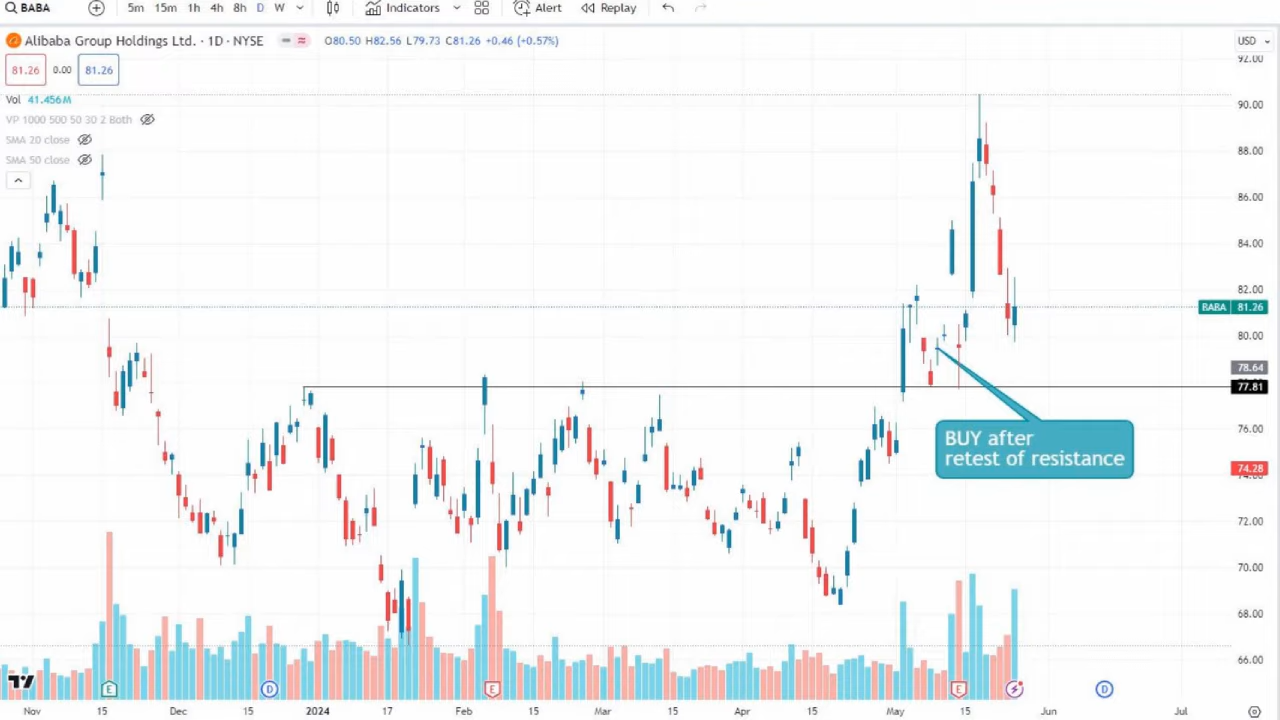 BABA
5m 15m 1h 4h 8h D W Indicators Alert Replay
Alibaba Group Holdings Ltd. · 1D · NYSE O80.50 H82.56 L79.73 C81.26 +0.46 (+0.57%)
USD
81.26 0.00 81.26
Vol 41.456M
VP 1000 500 50 30 2 Both
SMA 20 close
SMA 50 close
92.00
90.00
88.00
86.00
84.00
82.00
BABA 81.26
80.00
78.64
77.81
76.00
74.28
74.00
72.00
70.00
68.00
66.00
BUY after
retest of resistance
E D E E D
Nov 15 Dec 15 2024 17 Feb 15 Mar 15 Apr 15 May 15 Jun Jul